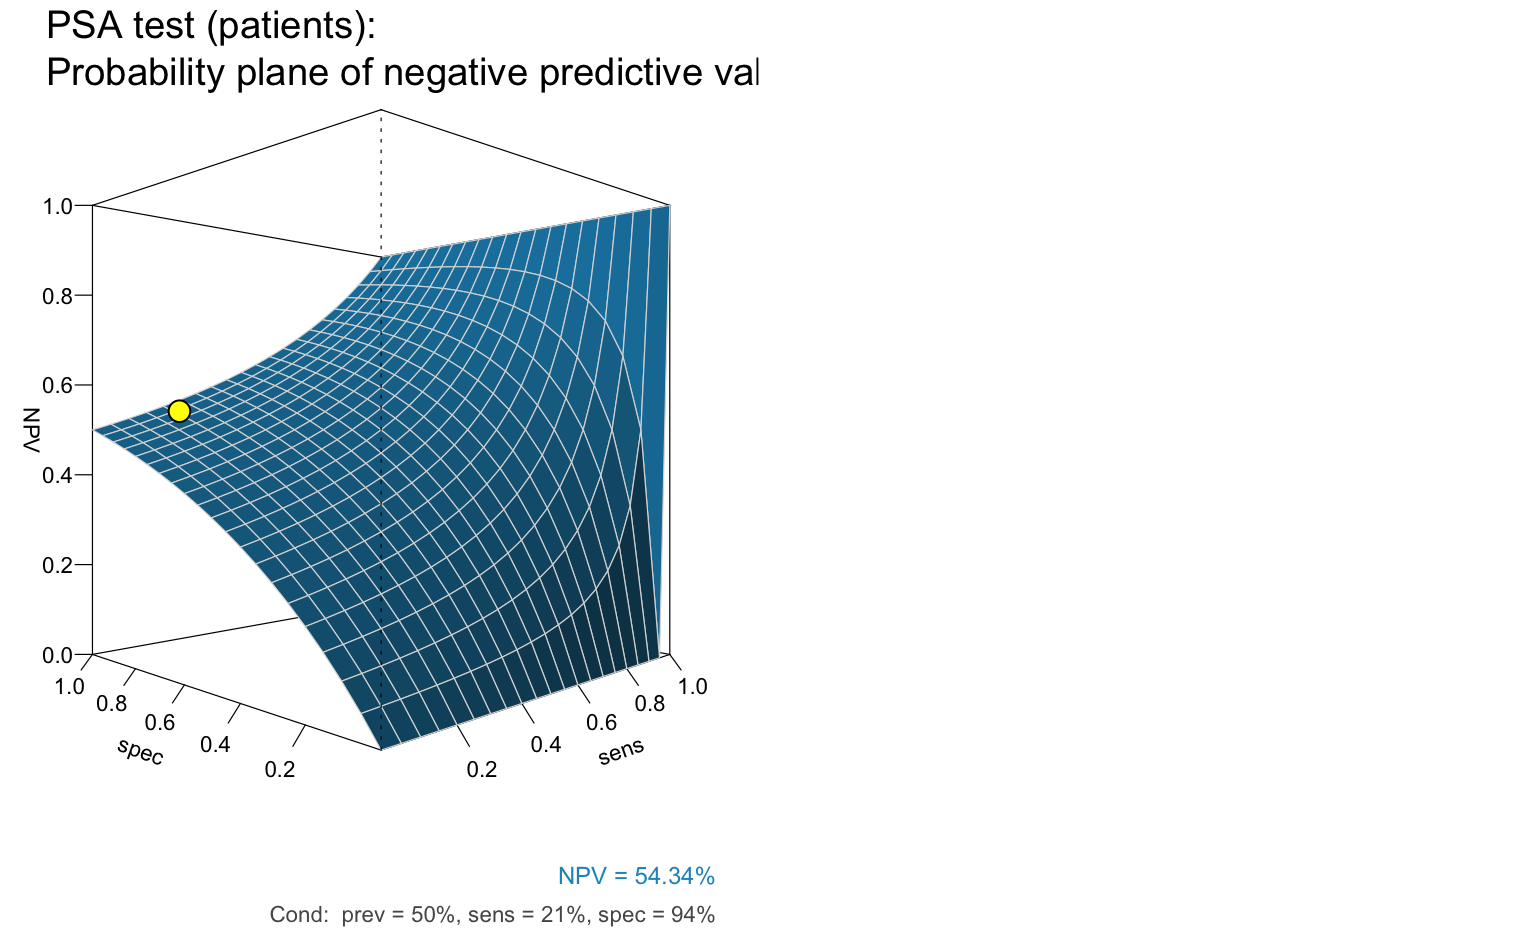 PSA test (patients):
Probability plane of negative predictive val
1.0
0.8
0.6
0.4
0.2
0.0
NPV
1.0
0.8
0.6
0.4
0.2
spec
0.2
0.4
0.6
0.8
1.0
sens
NPV = 54.34%
Cond:  prev = 50%, sens = 21%, spec = 94%